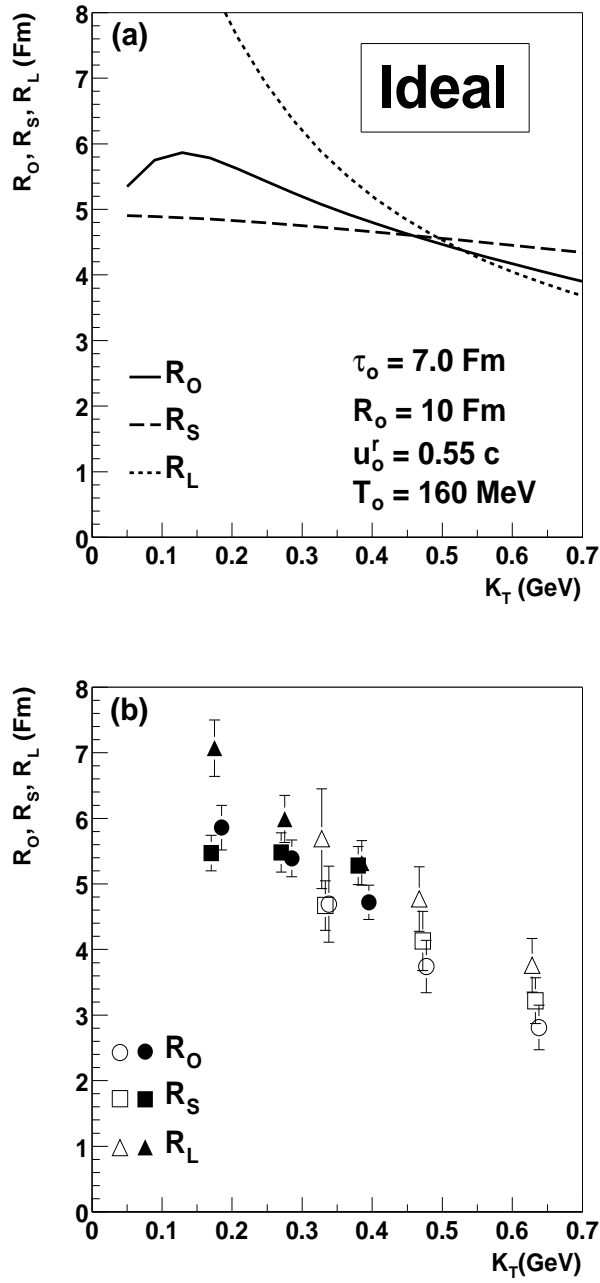 (a)
Ideal
R_O, R_S, R_L (Fm)
8
7
6
5
4
3
2
1
0
R_O
R_S
R_L
τ_o = 7.0 Fm
R_o = 10 Fm
u_o^r = 0.55 c
T_o = 160 MeV
0 0.1 0.2 0.3 0.4 0.5 0.6 0.7
K_T (GeV)
(b)
R_O, R_S, R_L (Fm)
8
7
6
5
4
3
2
1
0
R_O
R_S
R_L
0 0.1 0.2 0.3 0.4 0.5 0.6 0.7
K_T(GeV)